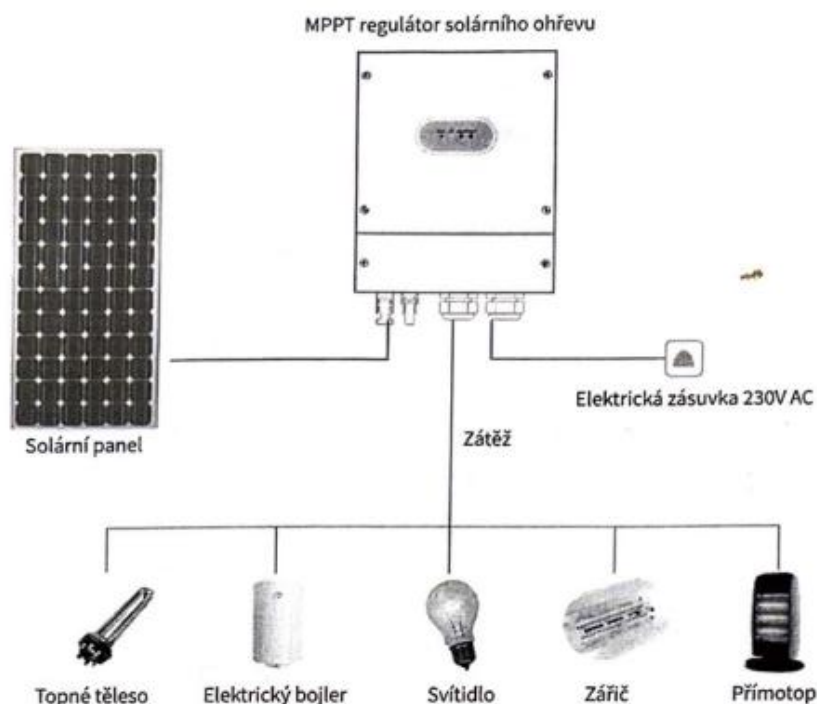 MPPT regulátor solárního ohřevu
Solární panel
Elektrická zásuvka 230V AC
Zátěž
Topné těleso
Elektrický bojler
Svítidlo
Zářič
Přímotop